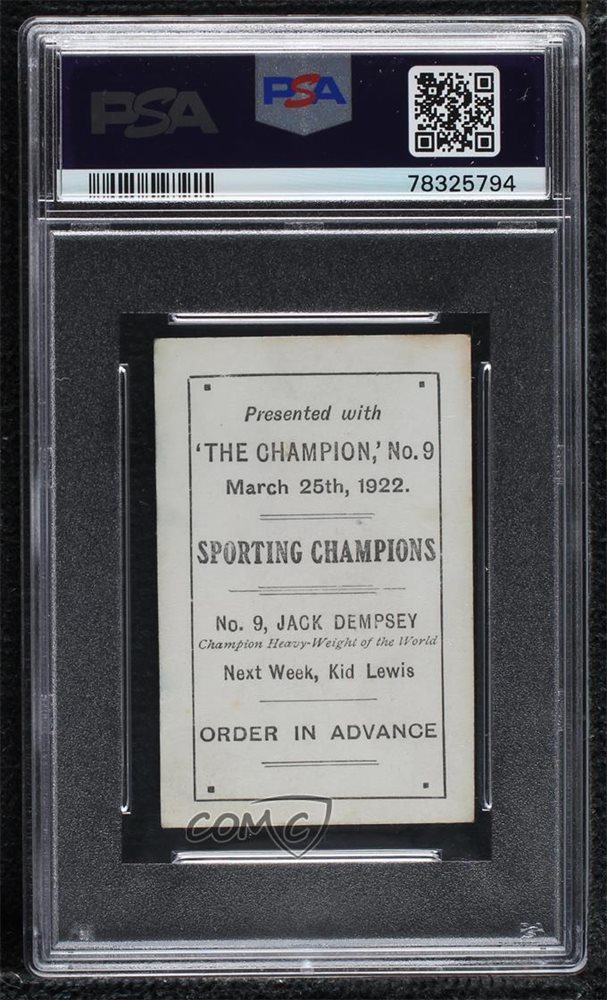 PSA PSA
78325794
Presented with
'THE CHAMPION,' No. 9
March 25th, 1922.
SPORTING CHAMPIONS
No. 9, JACK DEMPSEY
Champion Heavy-Weight of the World
Next Week, Kid Lewis
ORDER IN ADVANCE
COMC